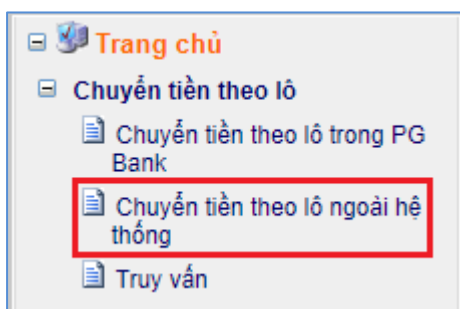 Trang chủ
Chuyển tiền theo lô
Chuyển tiền theo lô trong PG
Bank
Chuyển tiền theo lô ngoài hệ
thống
Truy vấn